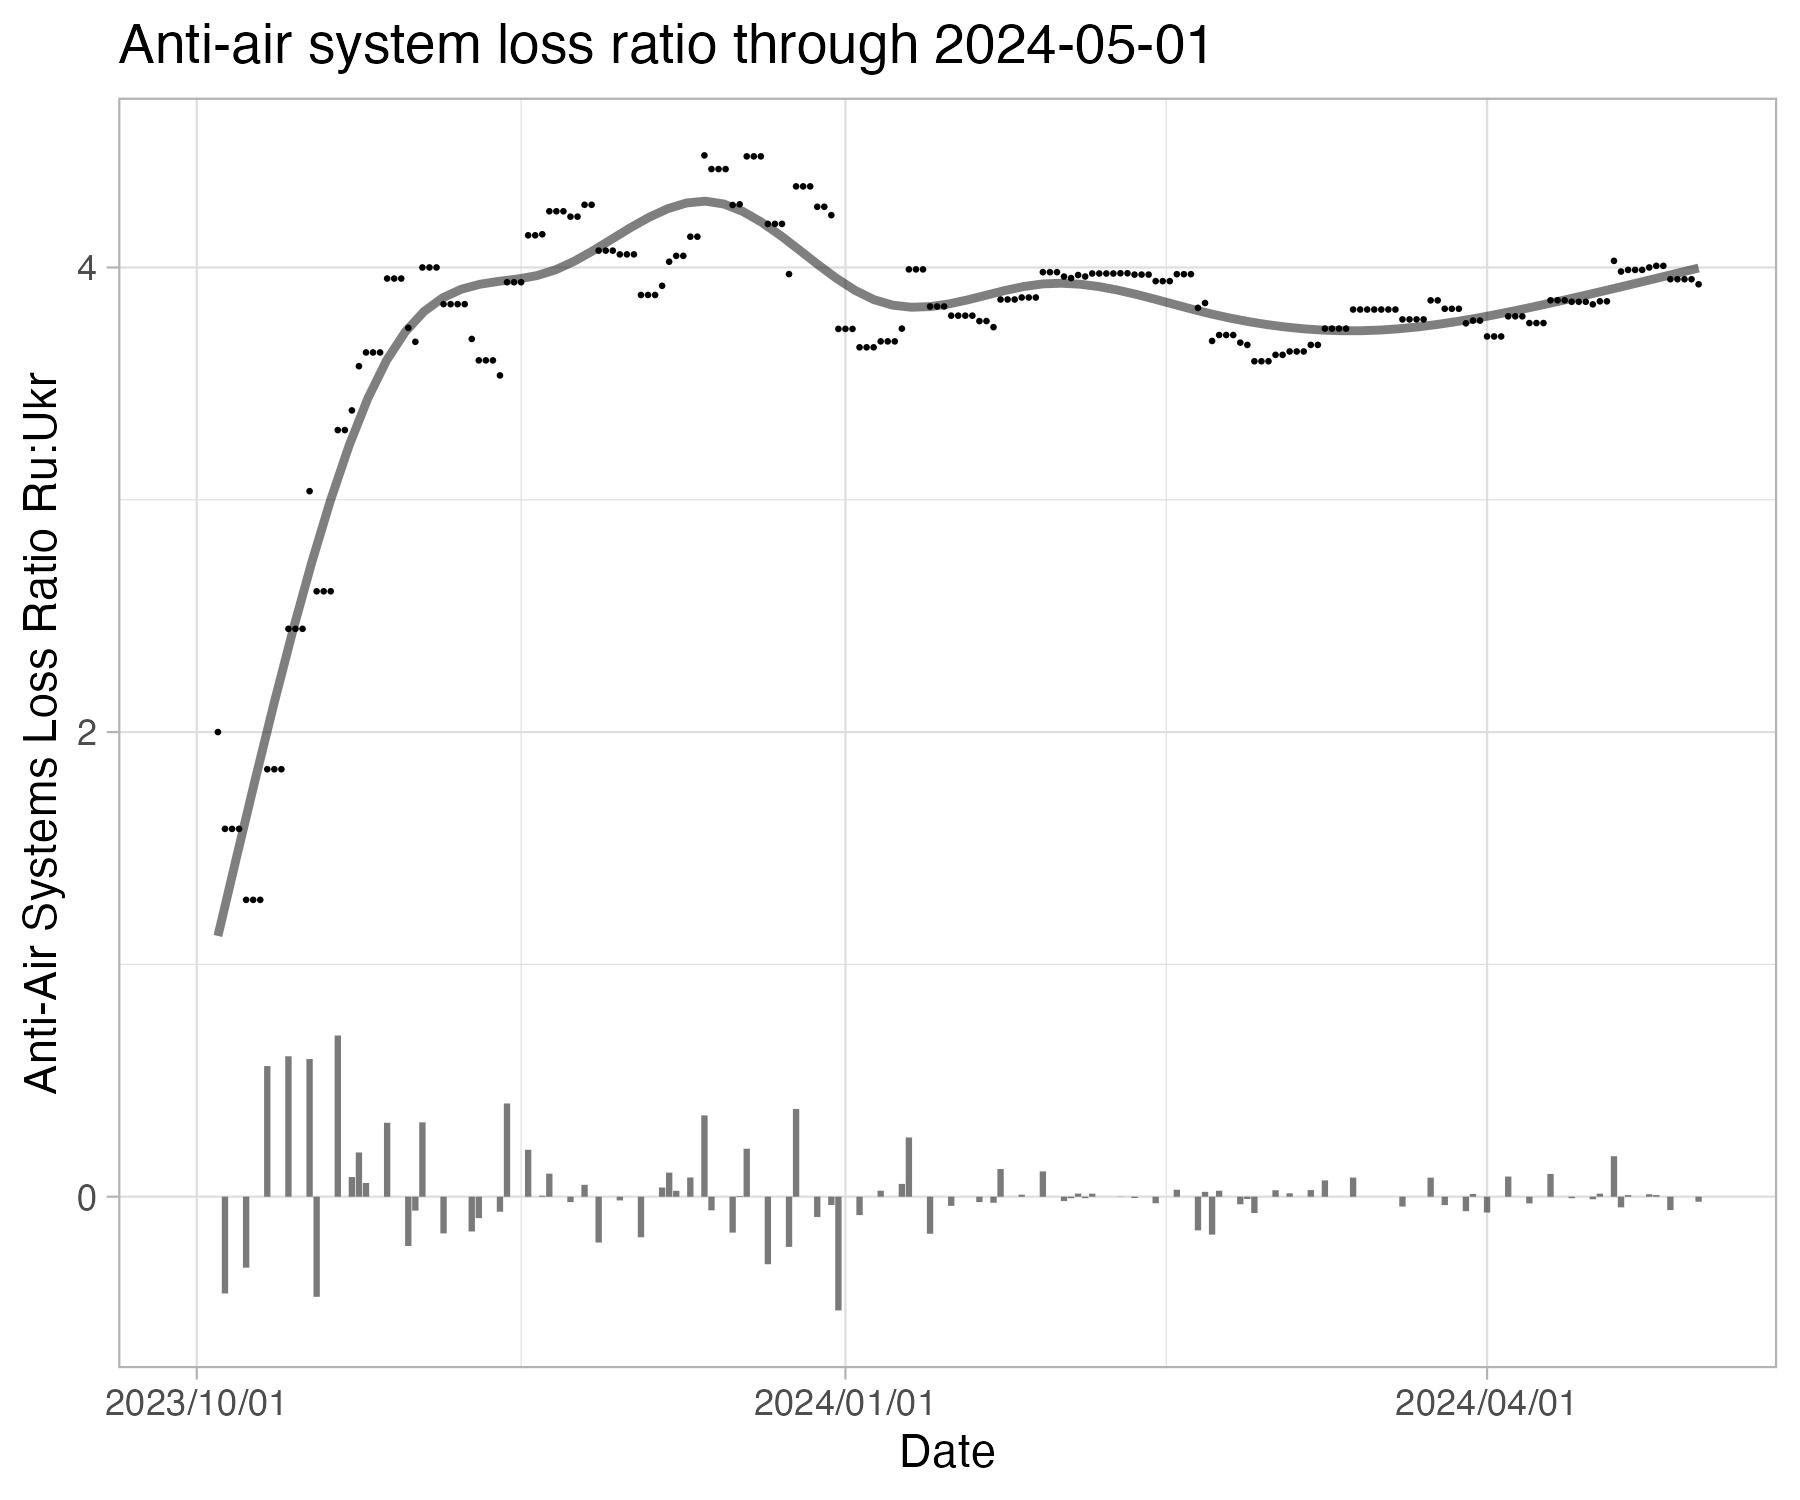 Anti-air system loss ratio through 2024-05-01
Anti-Air Systems Loss Ratio Ru:Ukr
4
2
0
2023/10/01
2024/01/01
2024/04/01
Date